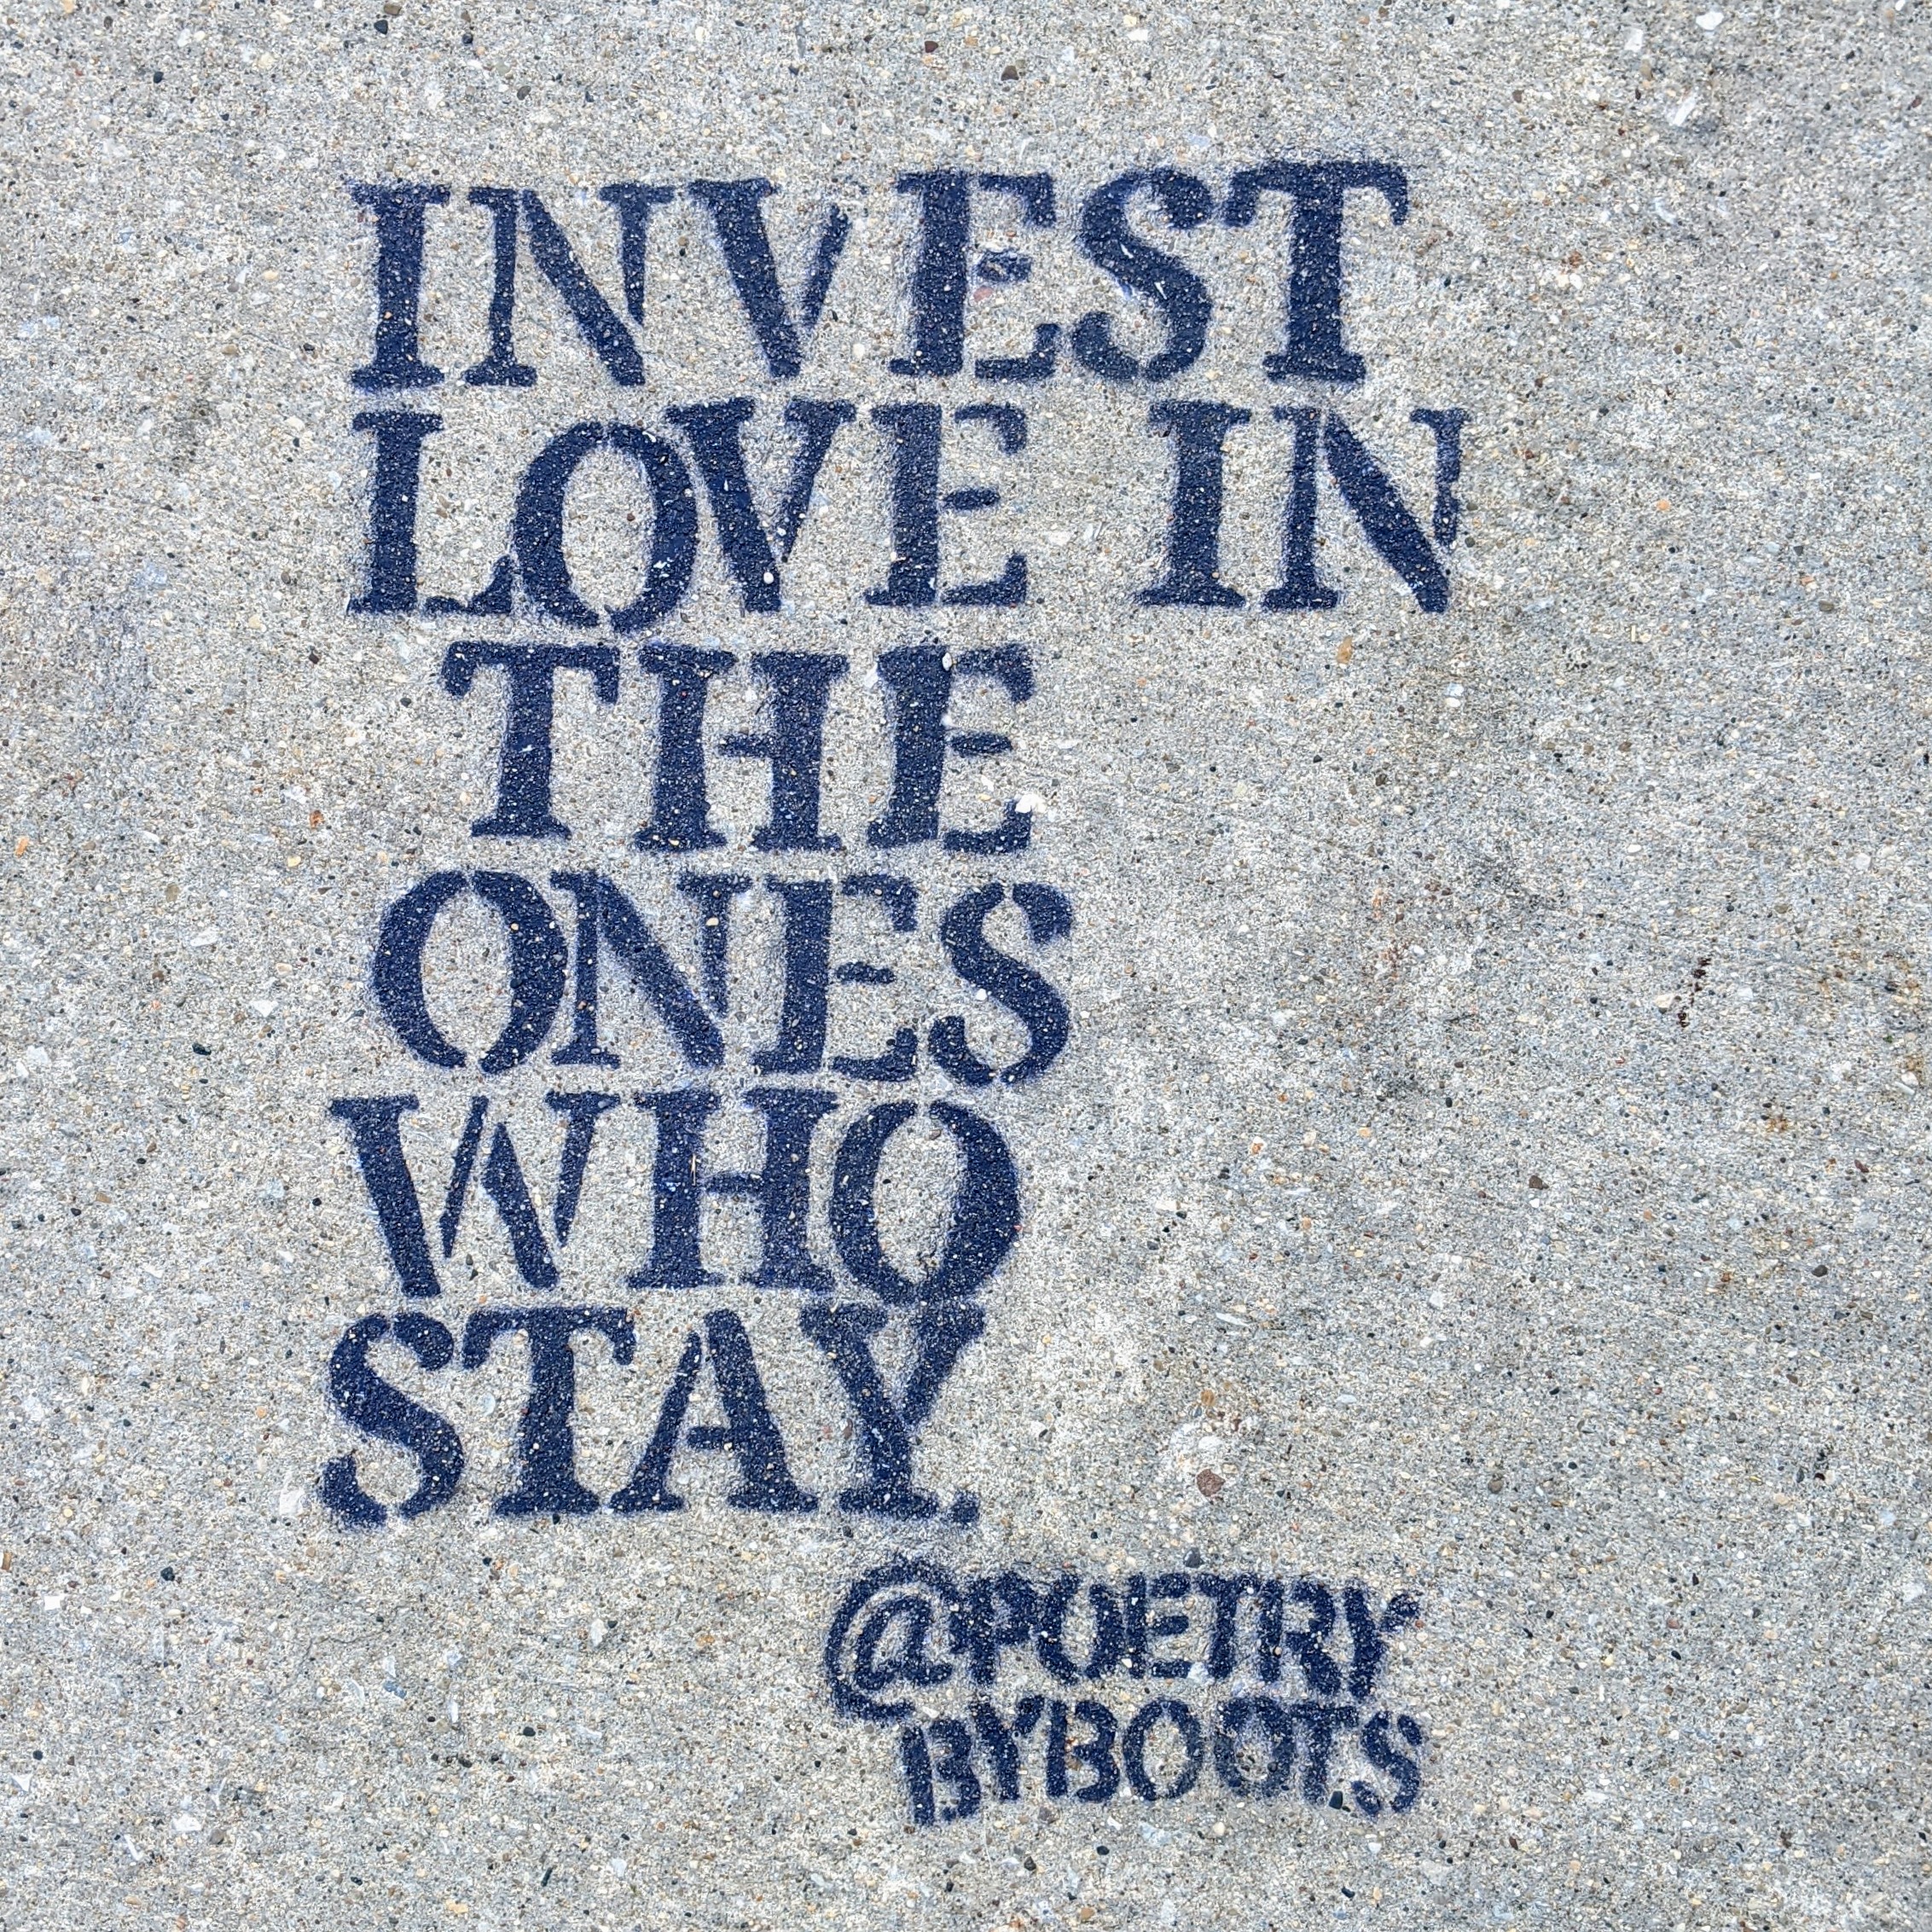 INVEST
LOVE IN
THE
ONES
WHO
STAY.
@POETRY
BYBOOTS